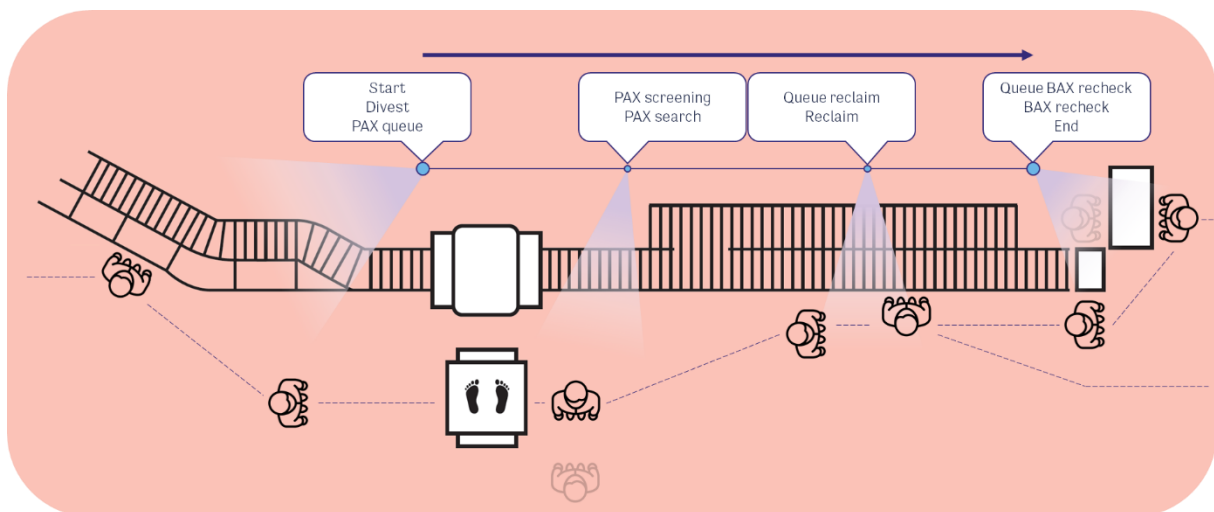 Start
Divest
PAX queue
PAX screening
PAX search
Queue reclaim
Reclaim
Queue BAX recheck
BAX recheck
End